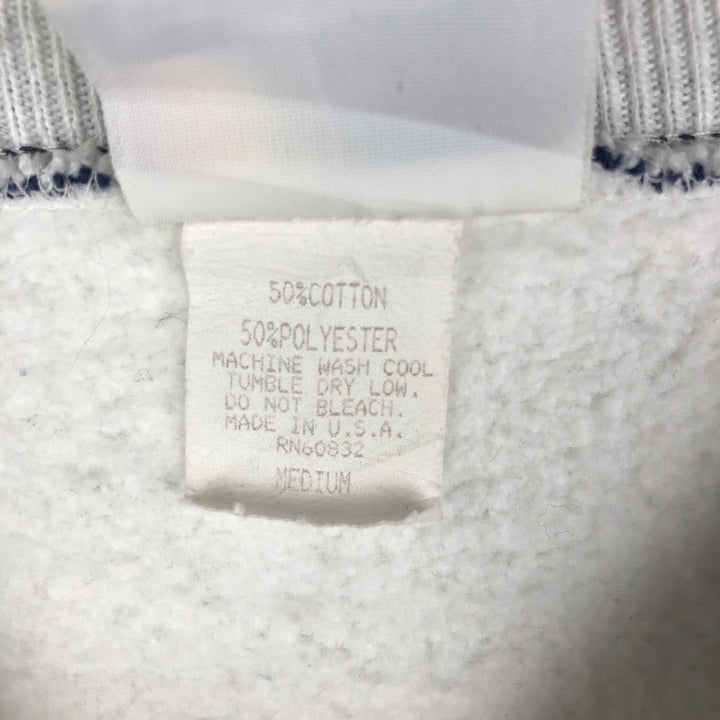 50%COTTON
50%POLYESTER
MACHINE WASH COOL
TUMBLE DRY LOW.
DO NOT BLEACH.
MADE IN U.S.A.
RN60832
MEDIUM